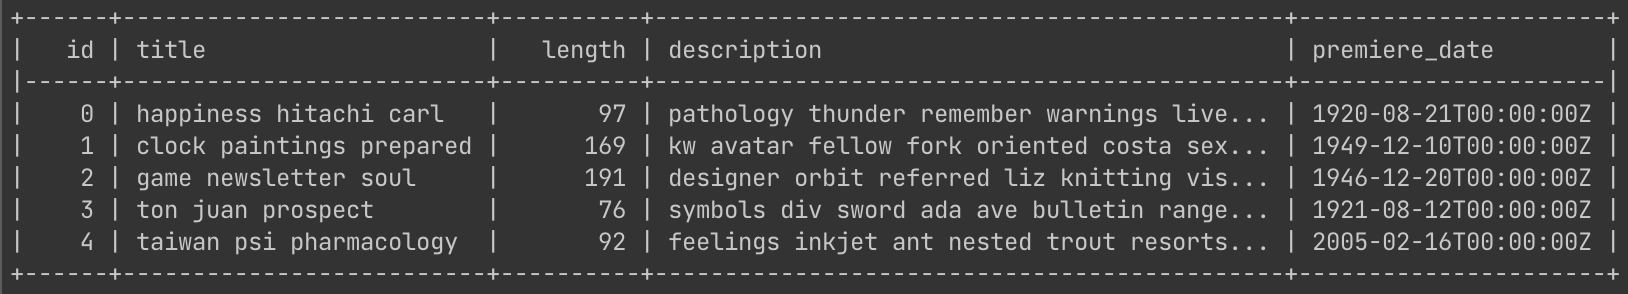 +------+--------------------------+----------+---------------------------------------------+----------------------+
|   id | title                    |   length | description                                 | premiere_date        |
|------+--------------------------+----------+---------------------------------------------+----------------------|
|    0 | happiness hitachi carl   |       97 | pathology thunder remember warnings live... | 1920-08-21T00:00:00Z |
|    1 | clock paintings prepared |      169 | kw avatar fellow fork oriented costa sex... | 1949-12-10T00:00:00Z |
|    2 | game newsletter soul     |      191 | designer orbit referred liz knitting vis... | 1946-12-20T00:00:00Z |
|    3 | ton juan prospect        |       76 | symbols div sword ada ave bulletin range... | 1921-08-12T00:00:00Z |
|    4 | taiwan psi pharmacology  |       92 | feelings inkjet ant nested trout resorts... | 2005-02-16T00:00:00Z |
+------+--------------------------+----------+---------------------------------------------+----------------------+